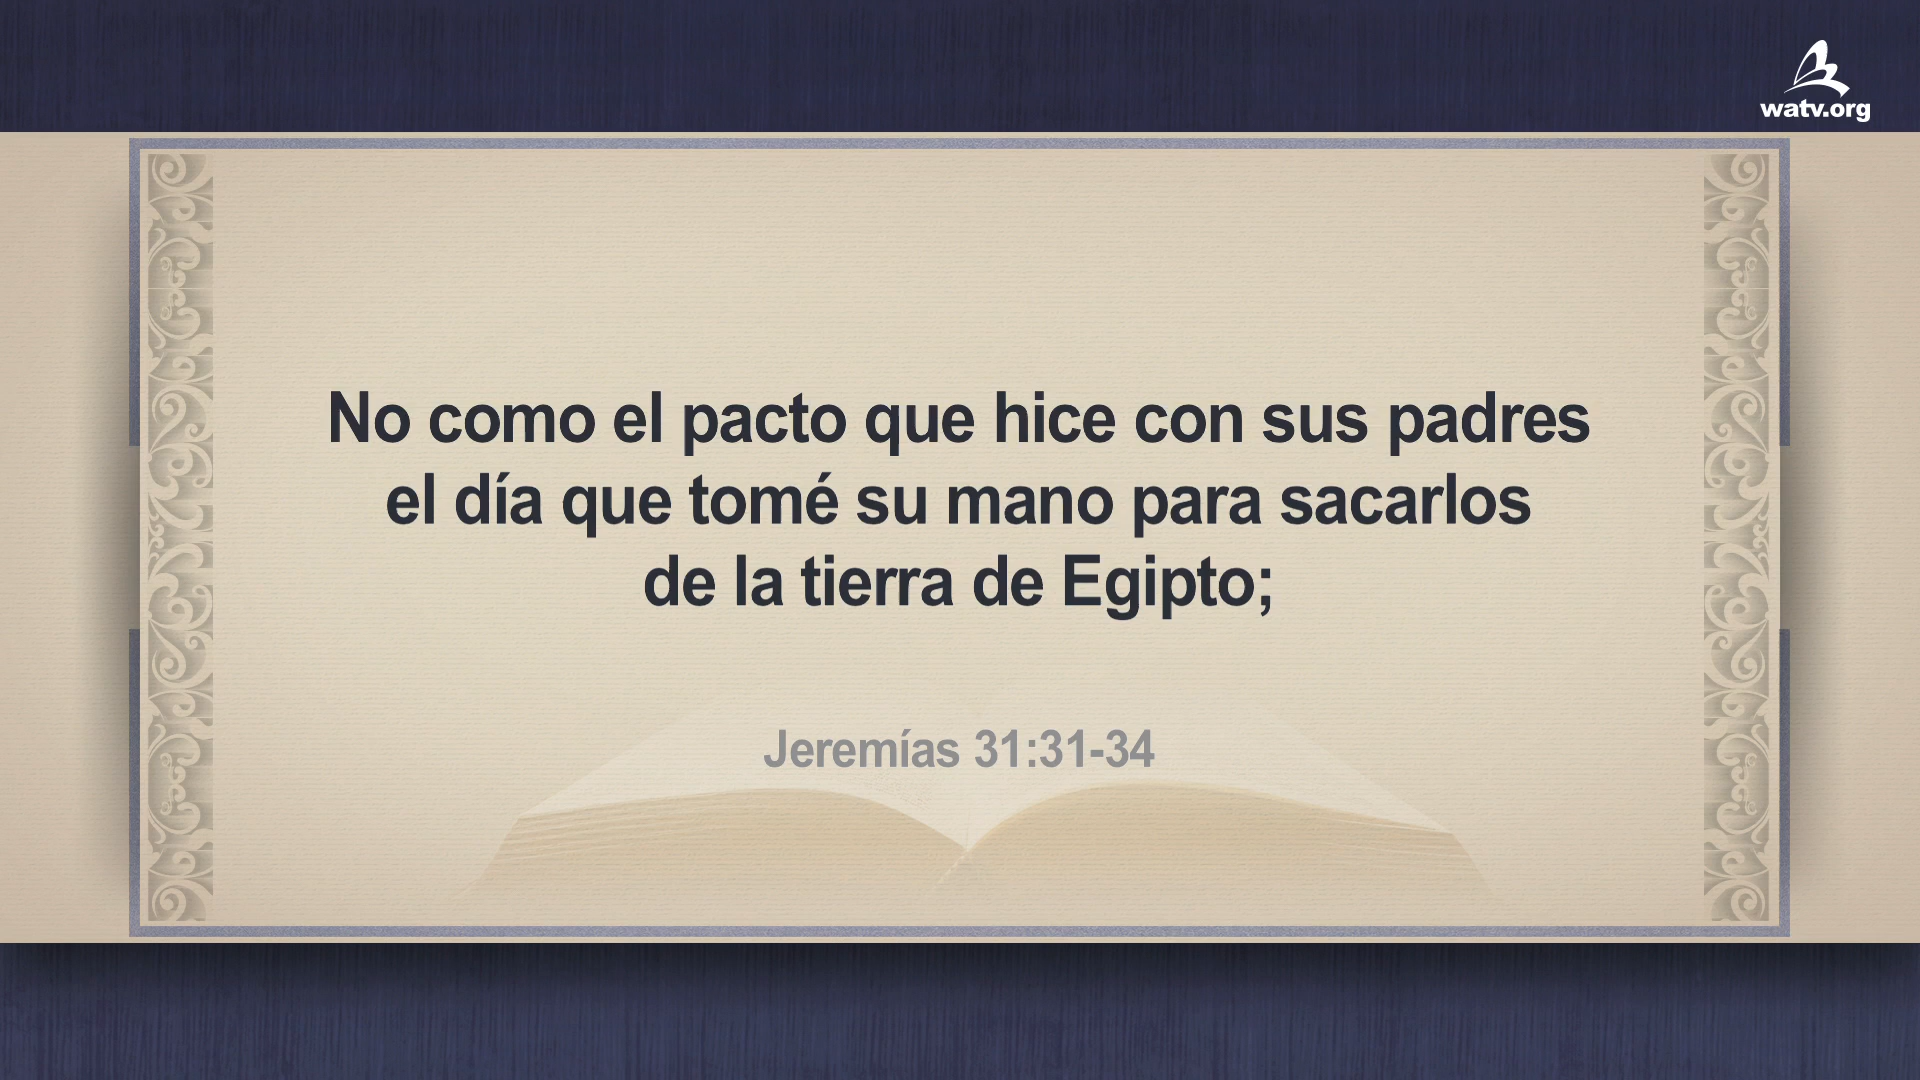 watv.org
No como el pacto que hice con sus padres
el día que tomé su mano para sacarlos
de la tierra de Egipto;
Jeremías 31:31-34